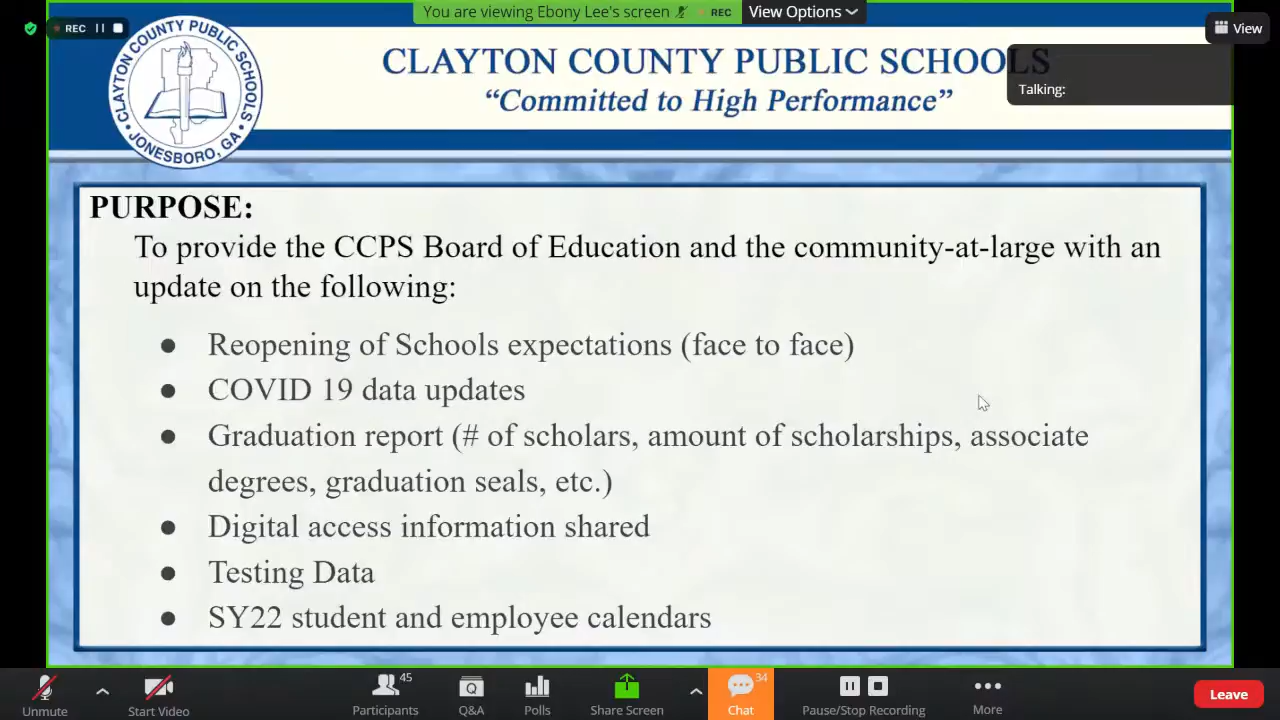 You are viewing Ebony Lee's screen
REC
View Options
REC
View
CLAYTON COUNTY PUBLIC SCHOOLS
JONESBORO, GA
CLAYTON COUNTY PUBLIC SCHOOLS
“Committed to High Performance”
Talking:
PURPOSE:
To provide the CCPS Board of Education and the community-at-large with an
update on the following:
● Reopening of Schools expectations (face to face)
● COVID 19 data updates
● Graduation report (# of scholars, amount of scholarships, associate
degrees, graduation seals, etc.)
● Digital access information shared
● Testing Data
● SY22 student and employee calendars
45
34
Unmute
Start Video
Participants
Q
Q&A
Polls
Share Screen
Chat
Pause/Stop Recording
More
Leave